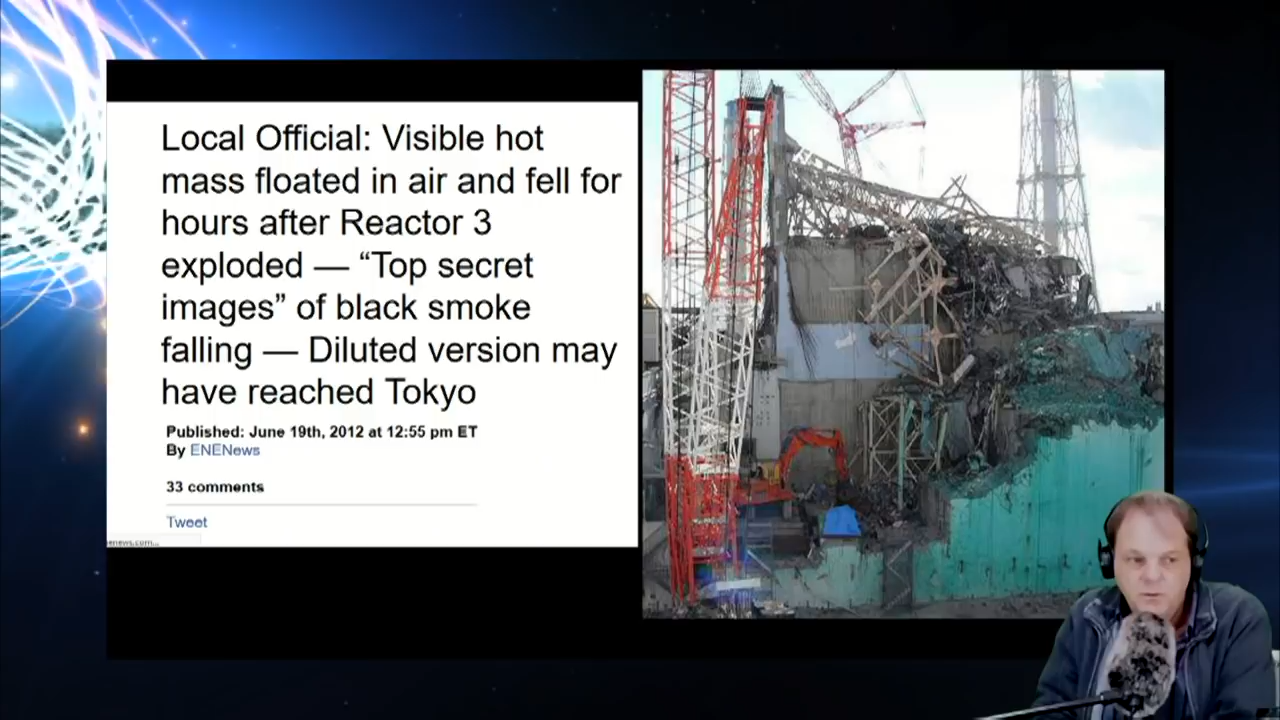 Local Official: Visible hot
mass floated in air and fell for
hours after Reactor 3
exploded — “Top secret
images” of black smoke
falling — Diluted version may
have reached Tokyo
Published: June 19th, 2012 at 12:55 pm ET
By ENENews
33 comments
Tweet
enews.com...